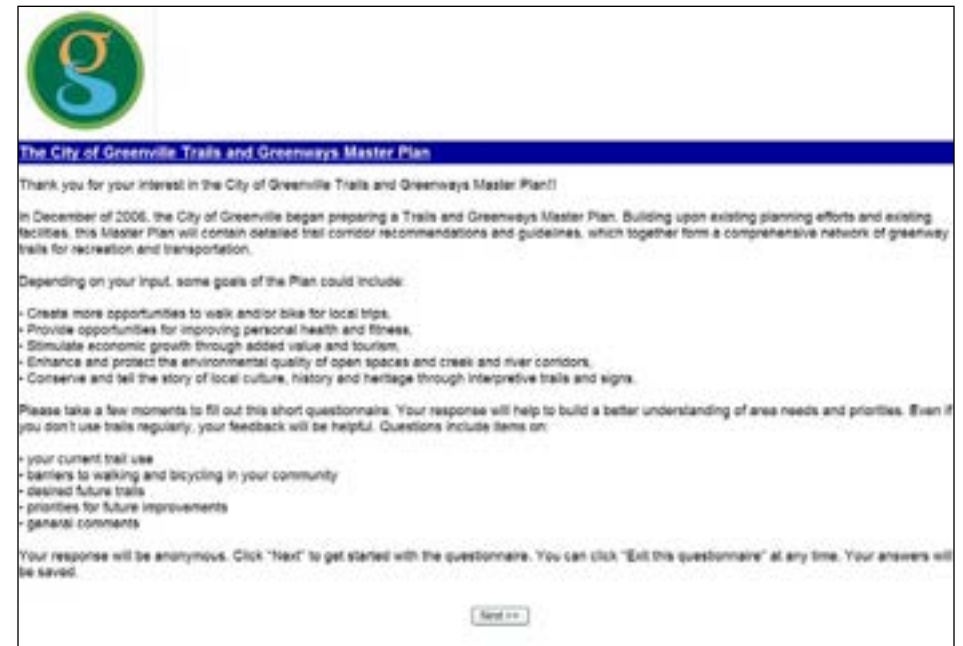 g
The City of Greenville Trails and Greenways Master Plan
Thank you for your interest in the City of Greenville Trails and Greenways Master Plan!!
In December of 2006, the City of Greenville began preparing a Trails and Greenways Master Plan. Building upon existing planning efforts and existing
facilities, this Master Plan will contain detailed trail corridor recommendations and guidelines, which together form a comprehensive network of greenway
trails for recreation and transportation.
Depending on your input, some goals of the Plan could include:
- Create more opportunities to walk and/or bike for local trips,
- Provide opportunities for improving personal health and fitness,
- Stimulate economic growth through added value and tourism,
- Enhance and protect the environmental quality of open spaces and creek and river corridors,
- Conserve and tell the story of local culture, history and heritage through interpretive trails and signs.
Please take a few moments to fill out this short questionnaire. Your response will help to build a better understanding of area needs and priorities. Even if
you don't use trails regularly, your feedback will be helpful. Questions include items on:
- your current trail use
- barriers to walking and bicycling in your community
- desired future trails
- priorities for future improvements
- general comments
Your response will be anonymous. Click "Next" to get started with the questionnaire. You can click "Exit this questionnaire" at any time. Your answers will
be saved.
Next >>